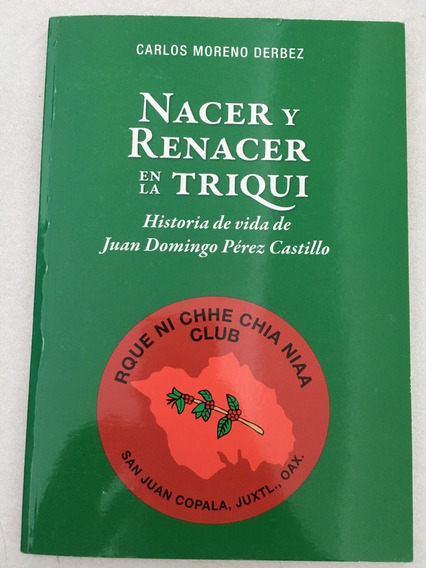 CARLOS MORENO DERBEZ
NACER Y
RENACER
EN LA TRIQUI
Historia de vida de
Juan Domingo Pérez Castillo
RQUE NI CHHE CHIA NIAA
CLUB
SAN JUAN COPALA, JUXTL., OAX.